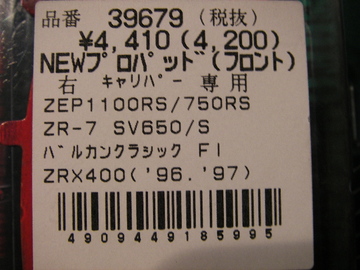 品番 39679 (税抜)
¥4,410(4,200)
NEWプロパッド(フロント)
右 キャリパー 専用
ZEP1100RS/750RS
ZR-7 SV650/S
バルカンクラシック FI
ZRX400('96.'97)
4909449185995